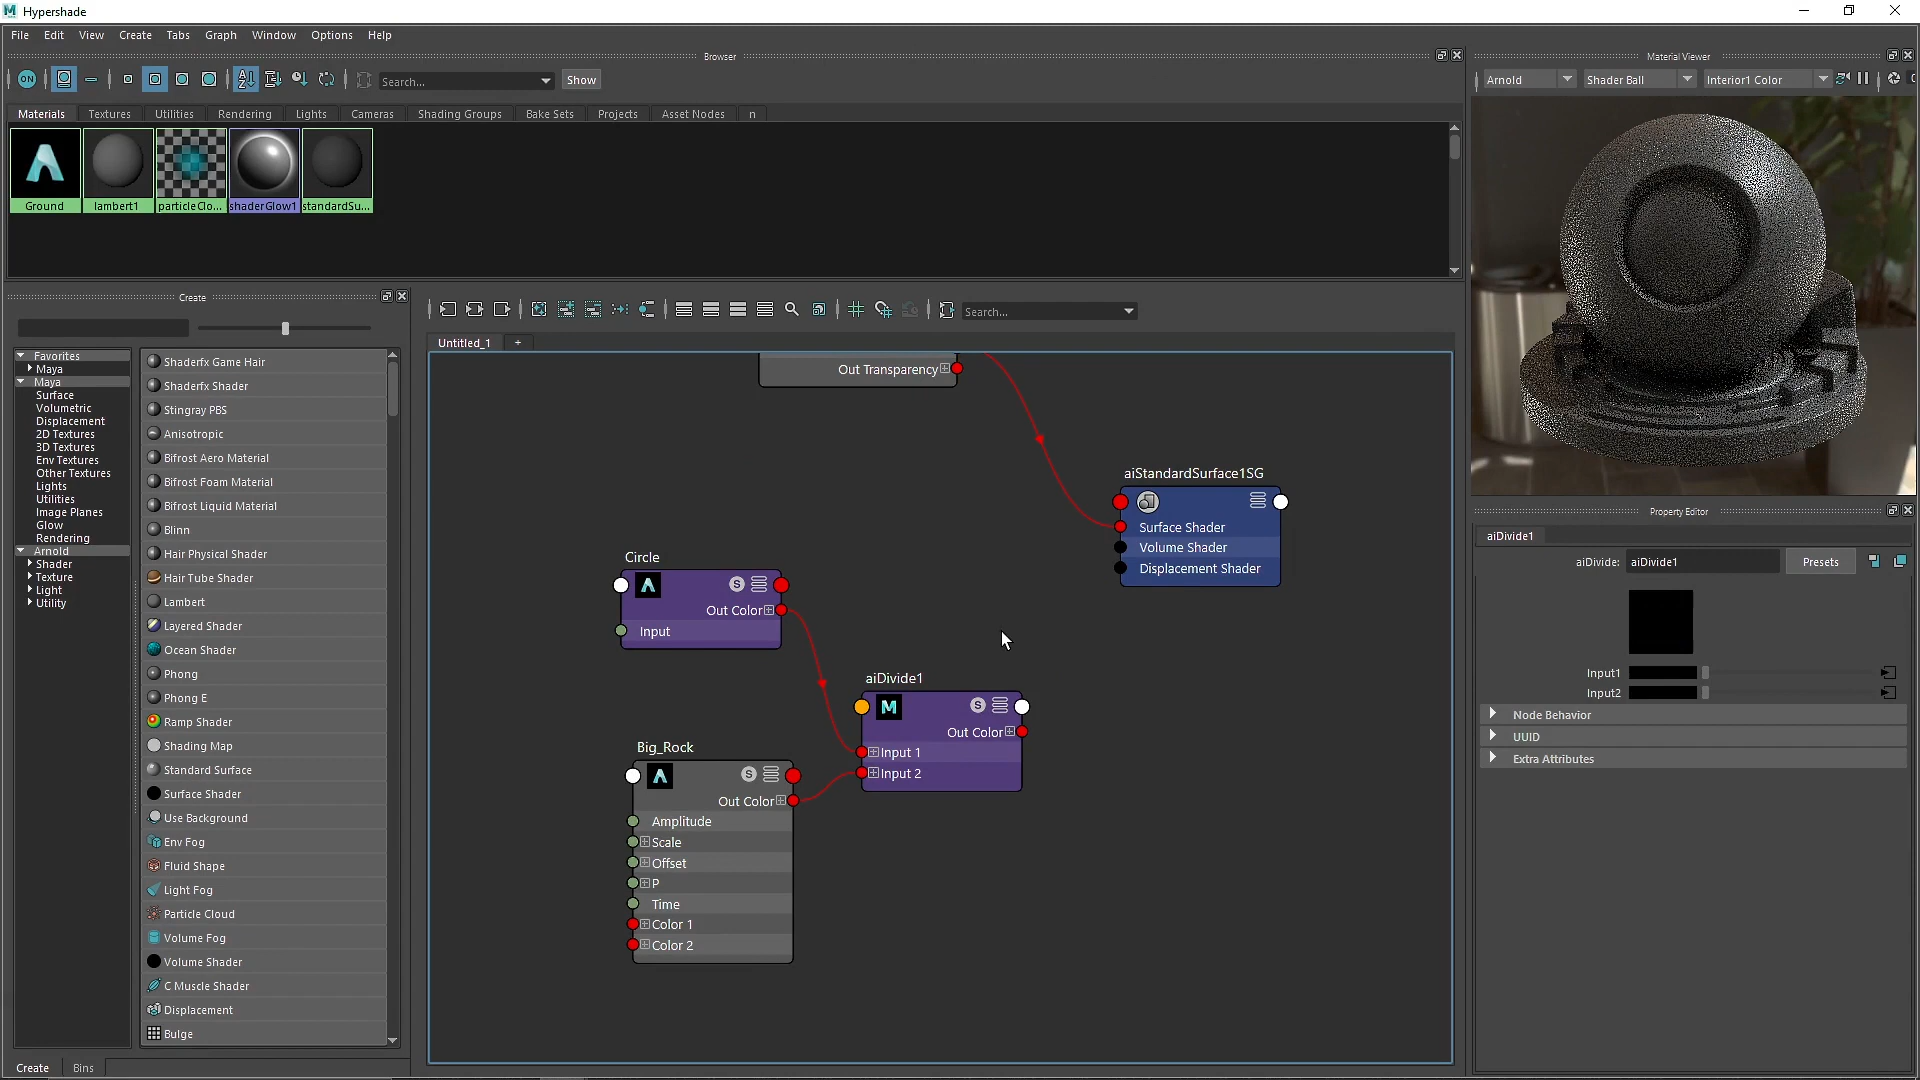 Hypershade
File Edit View Create Tabs Graph Window Options Help
Browser
ON
Search...
Show
Materials Textures Utilities Rendering Lights Cameras Shading Groups Bake Sets Projects Asset Nodes n
Ground lambert1 particleClo... shaderGlow1 standardSu...
Material Viewer
Arnold Shader Ball Interior1 Color
Create
Favorites
Maya
Maya
Surface
Volumetric
Displacement
2D Textures
3D Textures
Env Textures
Other Textures
Lights
Utilities
Image Planes
Glow
Rendering
Arnold
Shader
Texture
Light
Utility
Shaderfx Game Hair
Shaderfx Shader
Stingray PBS
Anisotropic
Bifrost Aero Material
Bifrost Foam Material
Bifrost Liquid Material
Blinn
Hair Physical Shader
Hair Tube Shader
Lambert
Layered Shader
Ocean Shader
Phong
Phong E
Ramp Shader
Shading Map
Standard Surface
Surface Shader
Use Background
Env Fog
Fluid Shape
Light Fog
Particle Cloud
Volume Fog
Volume Shader
C Muscle Shader
Displacement
Bulge
Create Bins
Search...
Untitled_1 +
Out Transparency
aiStandardSurface1SG
Surface Shader
Volume Shader
Displacement Shader
Circle
S
Out Color
Input
aiDivide1
M S
Out Color
Input 1
Input 2
Big_Rock
S
Out Color
Amplitude
Scale
Offset
P
Time
Color 1
Color 2
Property Editor
aiDivide1
aiDivide: aiDivide1 Presets
Input1
Input2
Node Behavior
UUID
Extra Attributes